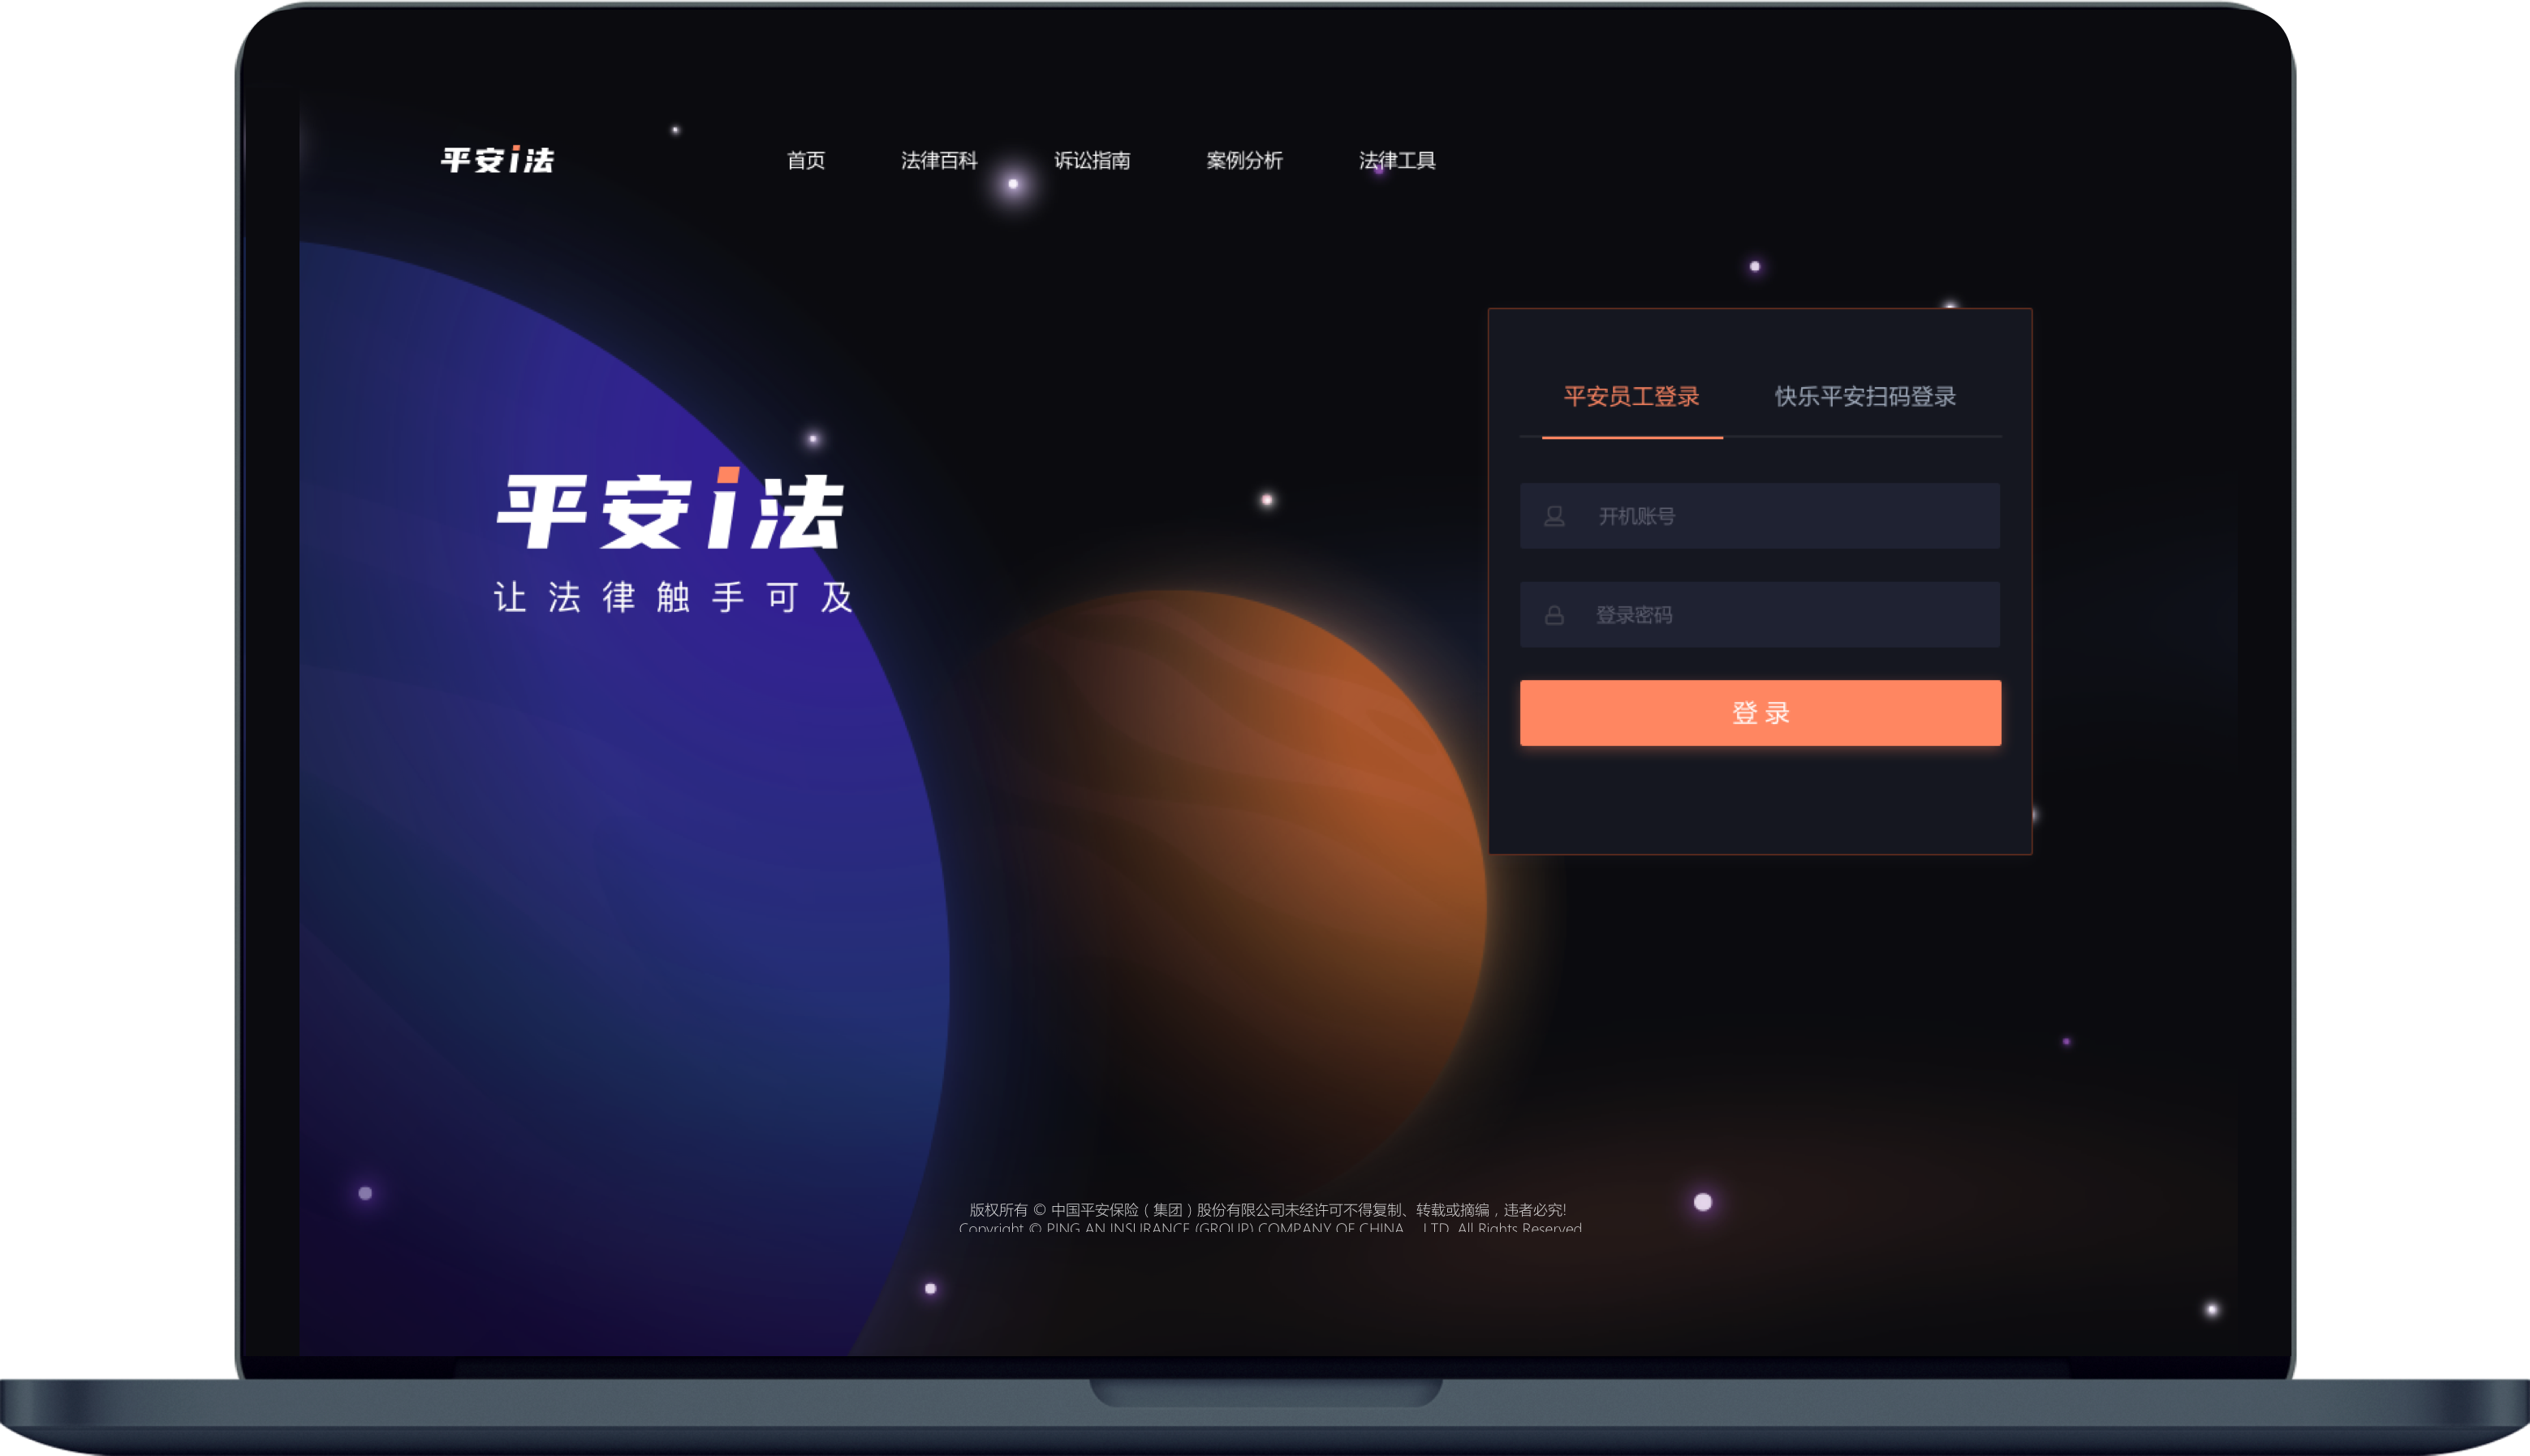 平安i法
首页 法律百科 诉讼指南 案例分析 法律工具
平安i法
让法律触手可及
平安员工登录 快乐平安扫码登录
开机账号
登录密码
登录
版权所有 © 中国平安保险（集团）股份有限公司未经许可不得复制、转载或摘编，违者必究!
Copyright © PING AN INSURANCE (GROUP) COMPANY OF CHINA ，LTD. All Rights Reserved